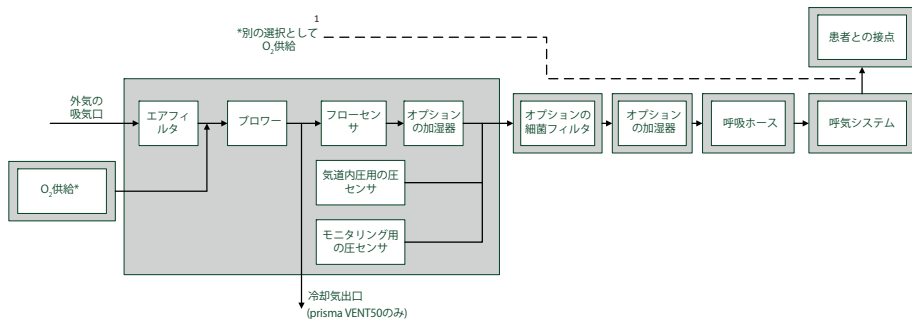 1
*別の選択として
O₂供給
患者との接点
外気の
吸気口
エアフィ
ルタ
ブロワー
フローセン
サ
オプション
の加湿器
オプションの
細菌フィルタ
オプション
の加湿器
呼吸ホース
呼気システム
O₂供給*
気道内圧用の圧
センサ
モニタリング用
の圧センサ
冷却気出口
(prisma VENT50のみ)